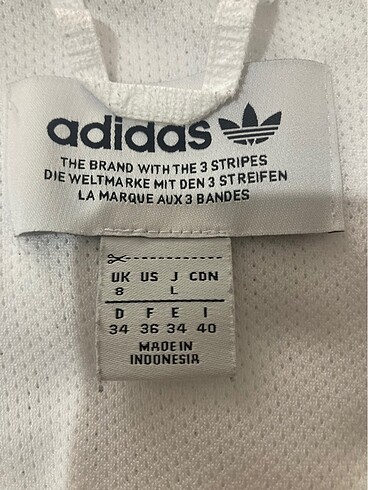 adidas
THE BRAND WITH THE 3 STRIPES
DIE WELTMARKE MIT DEN 3 STREIFEN
LA MARQUE AUX 3 BANDES
UK US J CDN
8 L
D F E I
34 36 34 40
MADE IN
INDONESIA